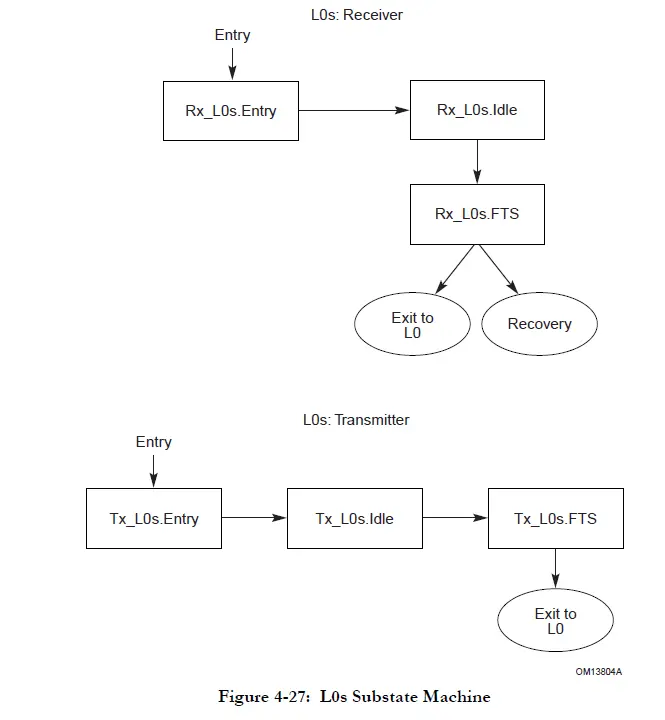 L0s: Receiver
Entry
Rx_L0s.Entry
Rx_L0s.Idle
Rx_L0s.FTS
Exit to
L0
Recovery
L0s: Transmitter
Entry
Tx_L0s.Entry
Tx_L0s.Idle
Tx_L0s.FTS
Exit to
L0
OM13804A
Figure 4-27: L0s Substate Machine